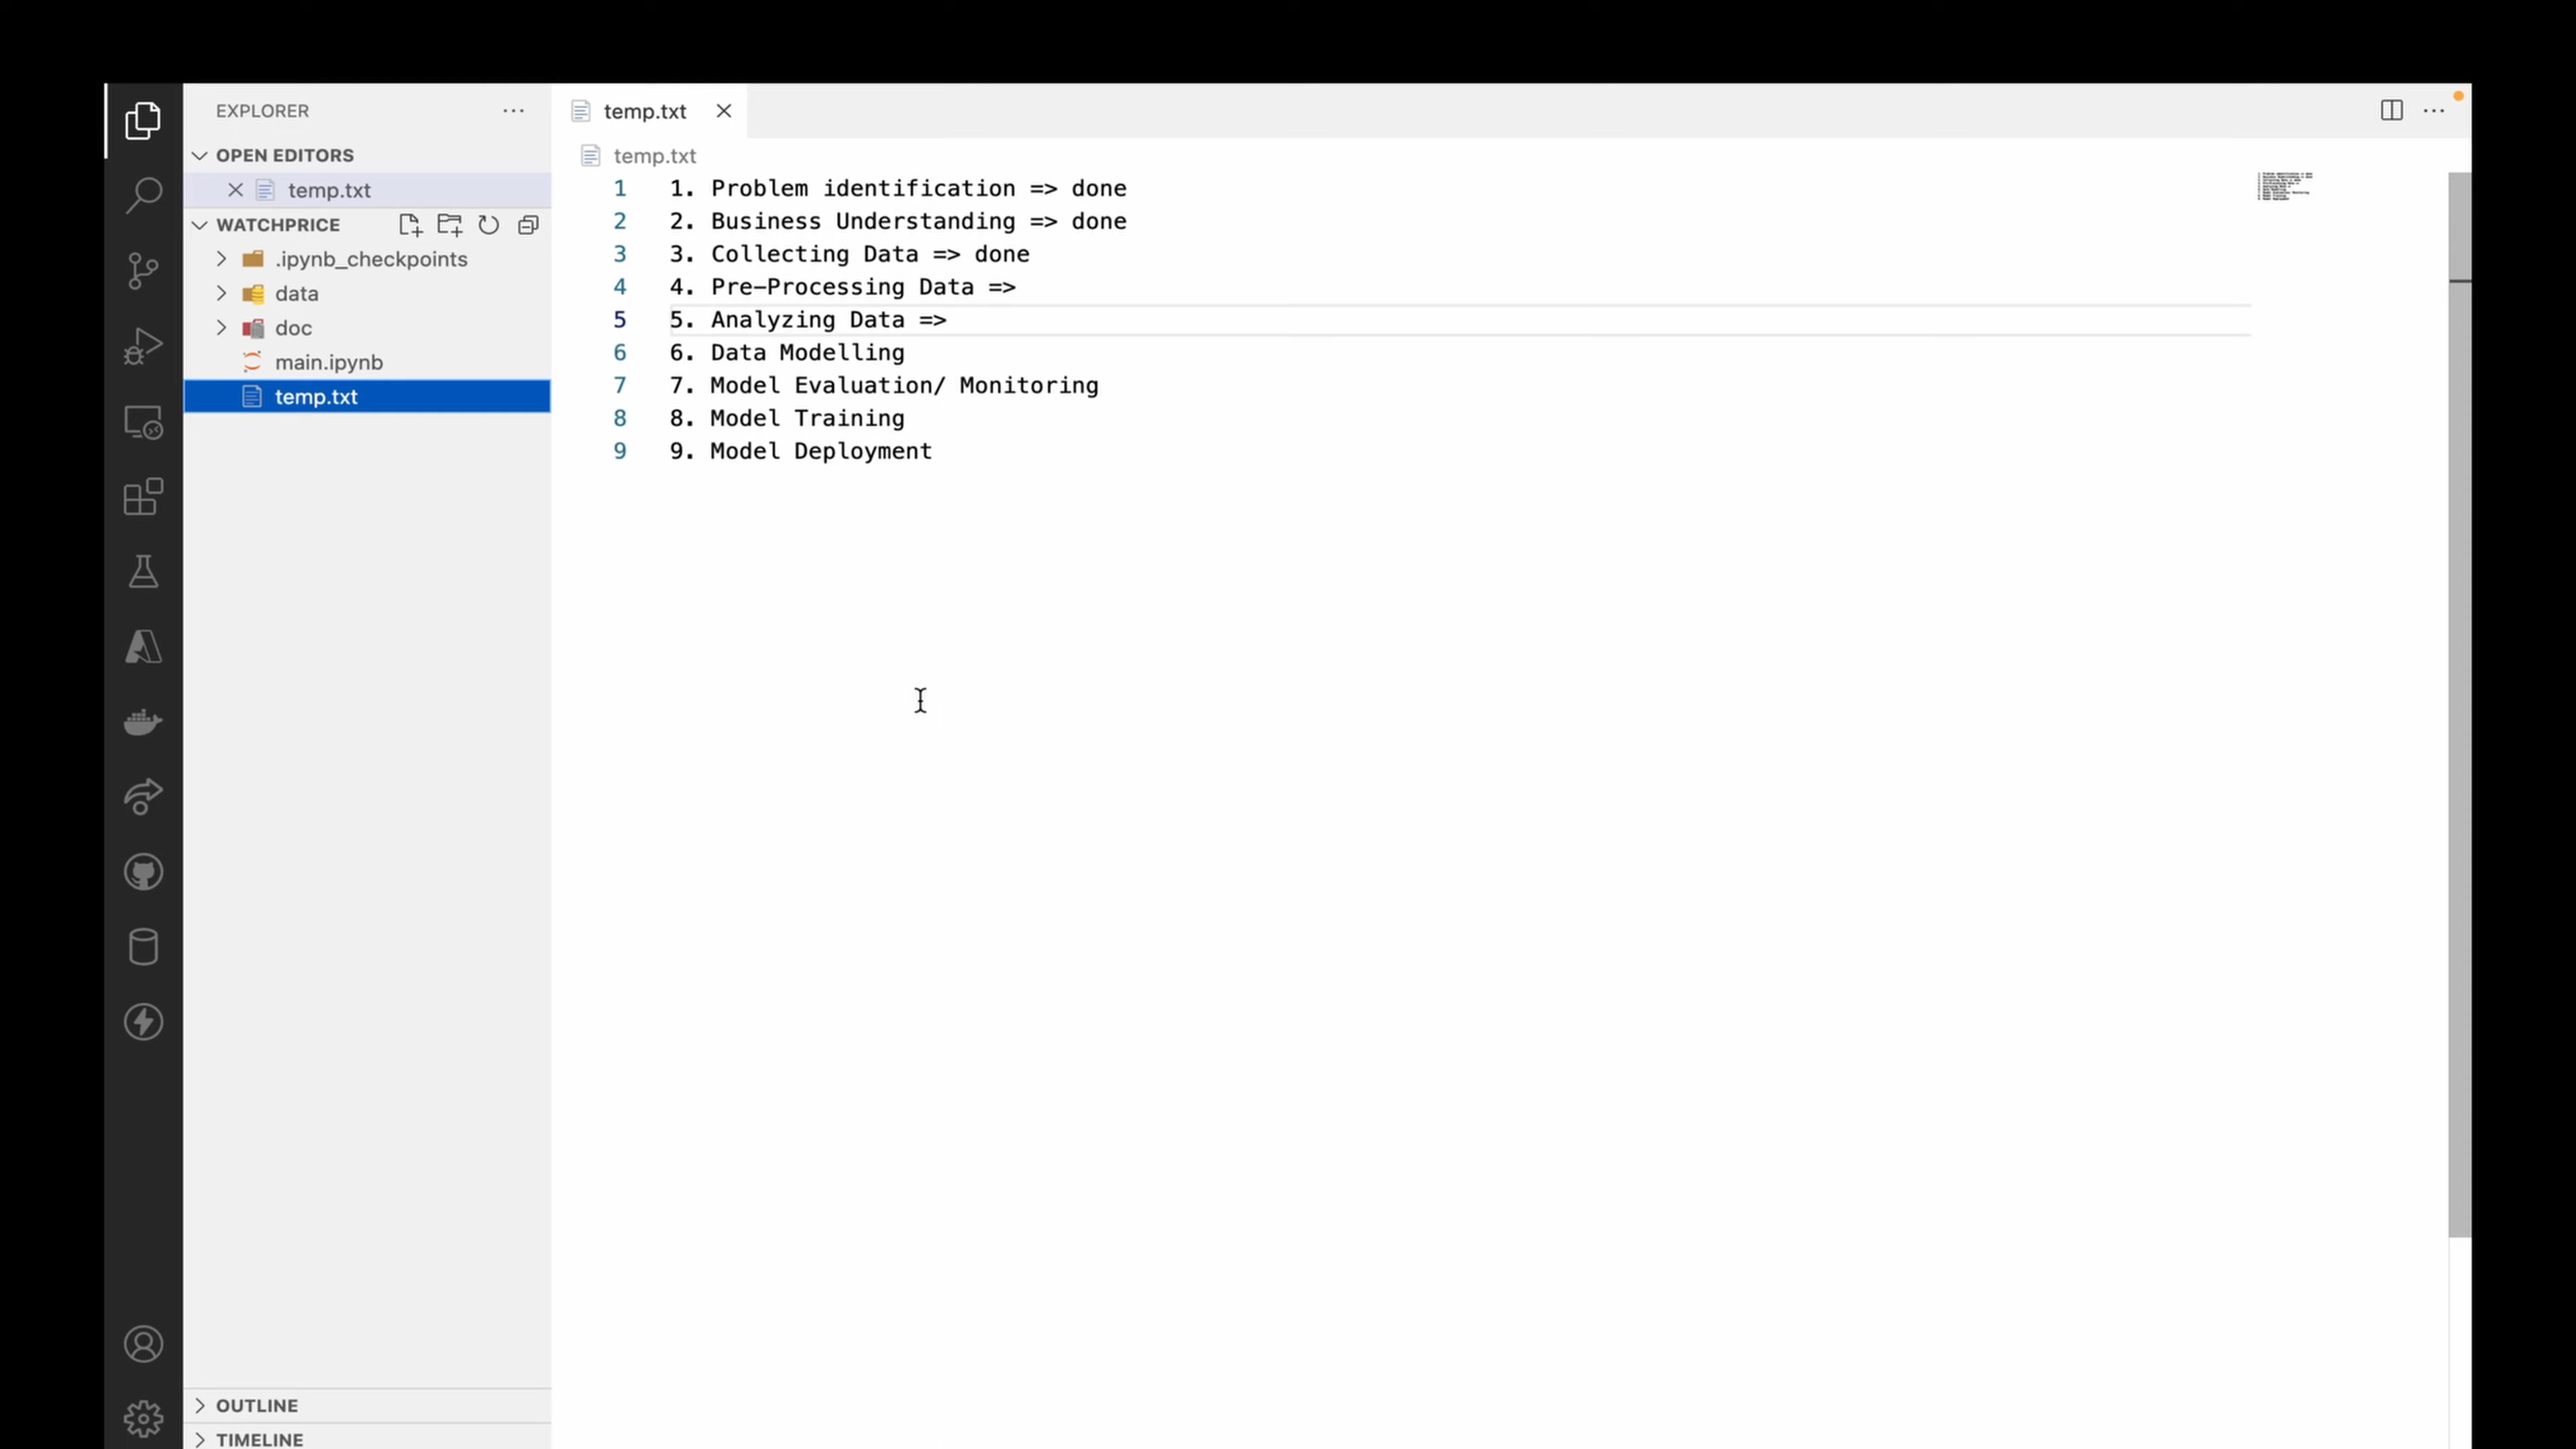 EXPLORER
OPEN EDITORS
temp.txt
WATCHPRICE
.ipynb_checkpoints
data
doc
main.ipynb
temp.txt
OUTLINE
TIMELINE
temp.txt
temp.txt
1 1. Problem identification => done
2 2. Business Understanding => done
3 3. Collecting Data => done
4 4. Pre-Processing Data =>
5 5. Analyzing Data =>
6 6. Data Modelling
7 7. Model Evaluation/ Monitoring
8 8. Model Training
9 9. Model Deployment